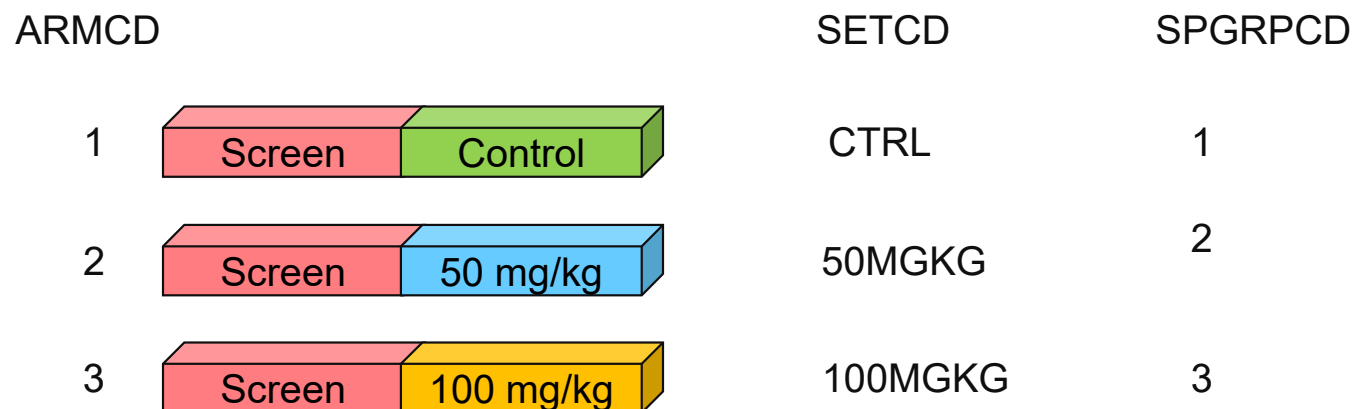 ARMCD SETCD SPGRPCD
1 Screen Control CTRL 1
2 Screen 50 mg/kg 50MGKG 2
3 Screen 100 mg/kg 100MGKG 3